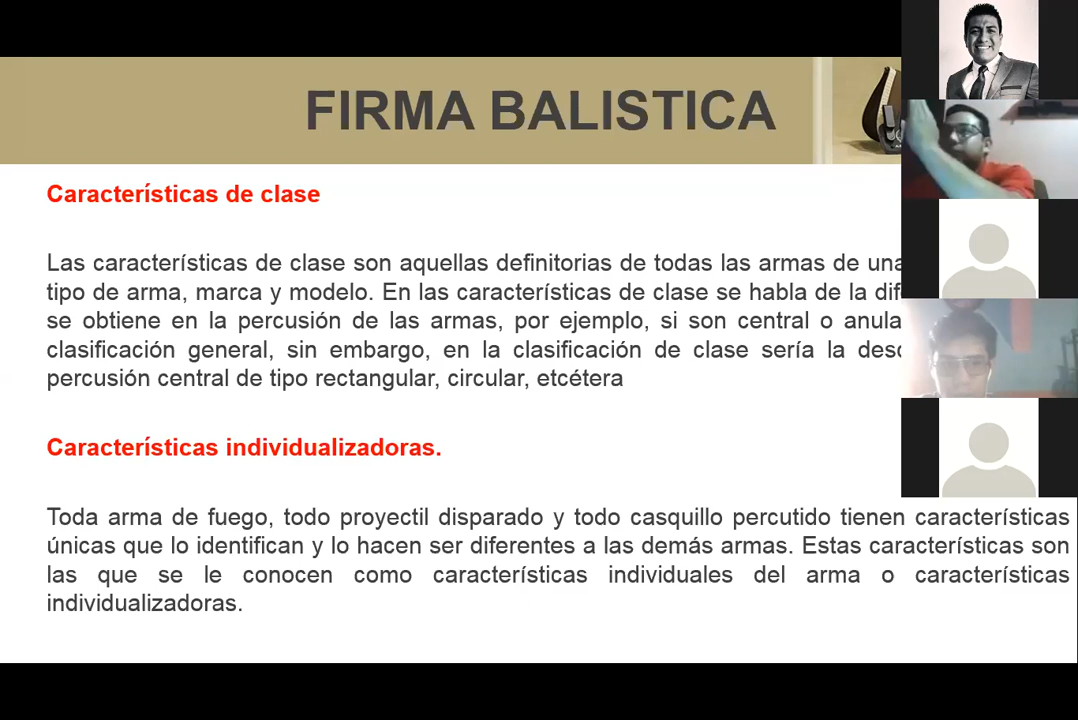 FIRMA BALISTICA
Características de clase
Las características de clase son aquellas definitorias de todas las armas de una
tipo de arma, marca y modelo. En las características de clase se habla de la
se obtiene en la percusión de las armas, por ejemplo, si son central o
clasificación general, sin embargo, en la clasificación de clase sería la
percusión central de tipo rectangular, circular, etcétera
Características individualizadoras.
Toda arma de fuego, todo proyectil disparado y todo casquillo percutido tienen características
únicas que lo identifican y lo hacen ser diferentes a las demás armas. Estas características son
las que se le conocen como características individuales del arma o características
individualizadoras.